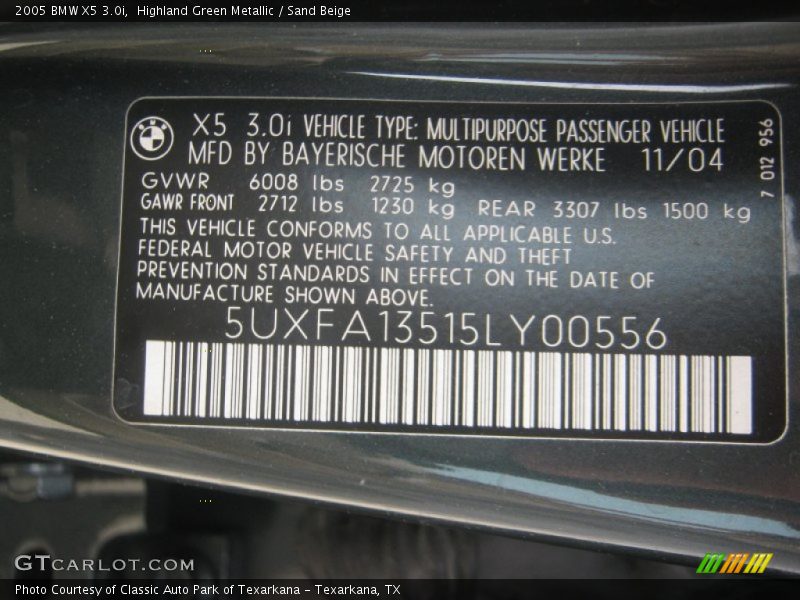 2005 BMW X5 3.0i,  Highland Green Metallic / Sand Beige
X5 3.0i VEHICLE TYPE: MULTIPURPOSE PASSENGER VEHICLE
MFD BY BAYERISCHE MOTOREN WERKE 11/04
7 012 956
GVWR 6008 lbs 2725 kg
GAWR FRONT 2712 lbs 1230 kg REAR 3307 lbs 1500 kg
THIS VEHICLE CONFORMS TO ALL APPLICABLE U.S.
FEDERAL MOTOR VEHICLE SAFETY AND THEFT
PREVENTION STANDARDS IN EFFECT ON THE DATE OF
MANUFACTURE SHOWN ABOVE.
5UXFA13515LY00556
GTCARLOT.COM
Photo Courtesy of Classic Auto Park of Texarkana - Texarkana, TX